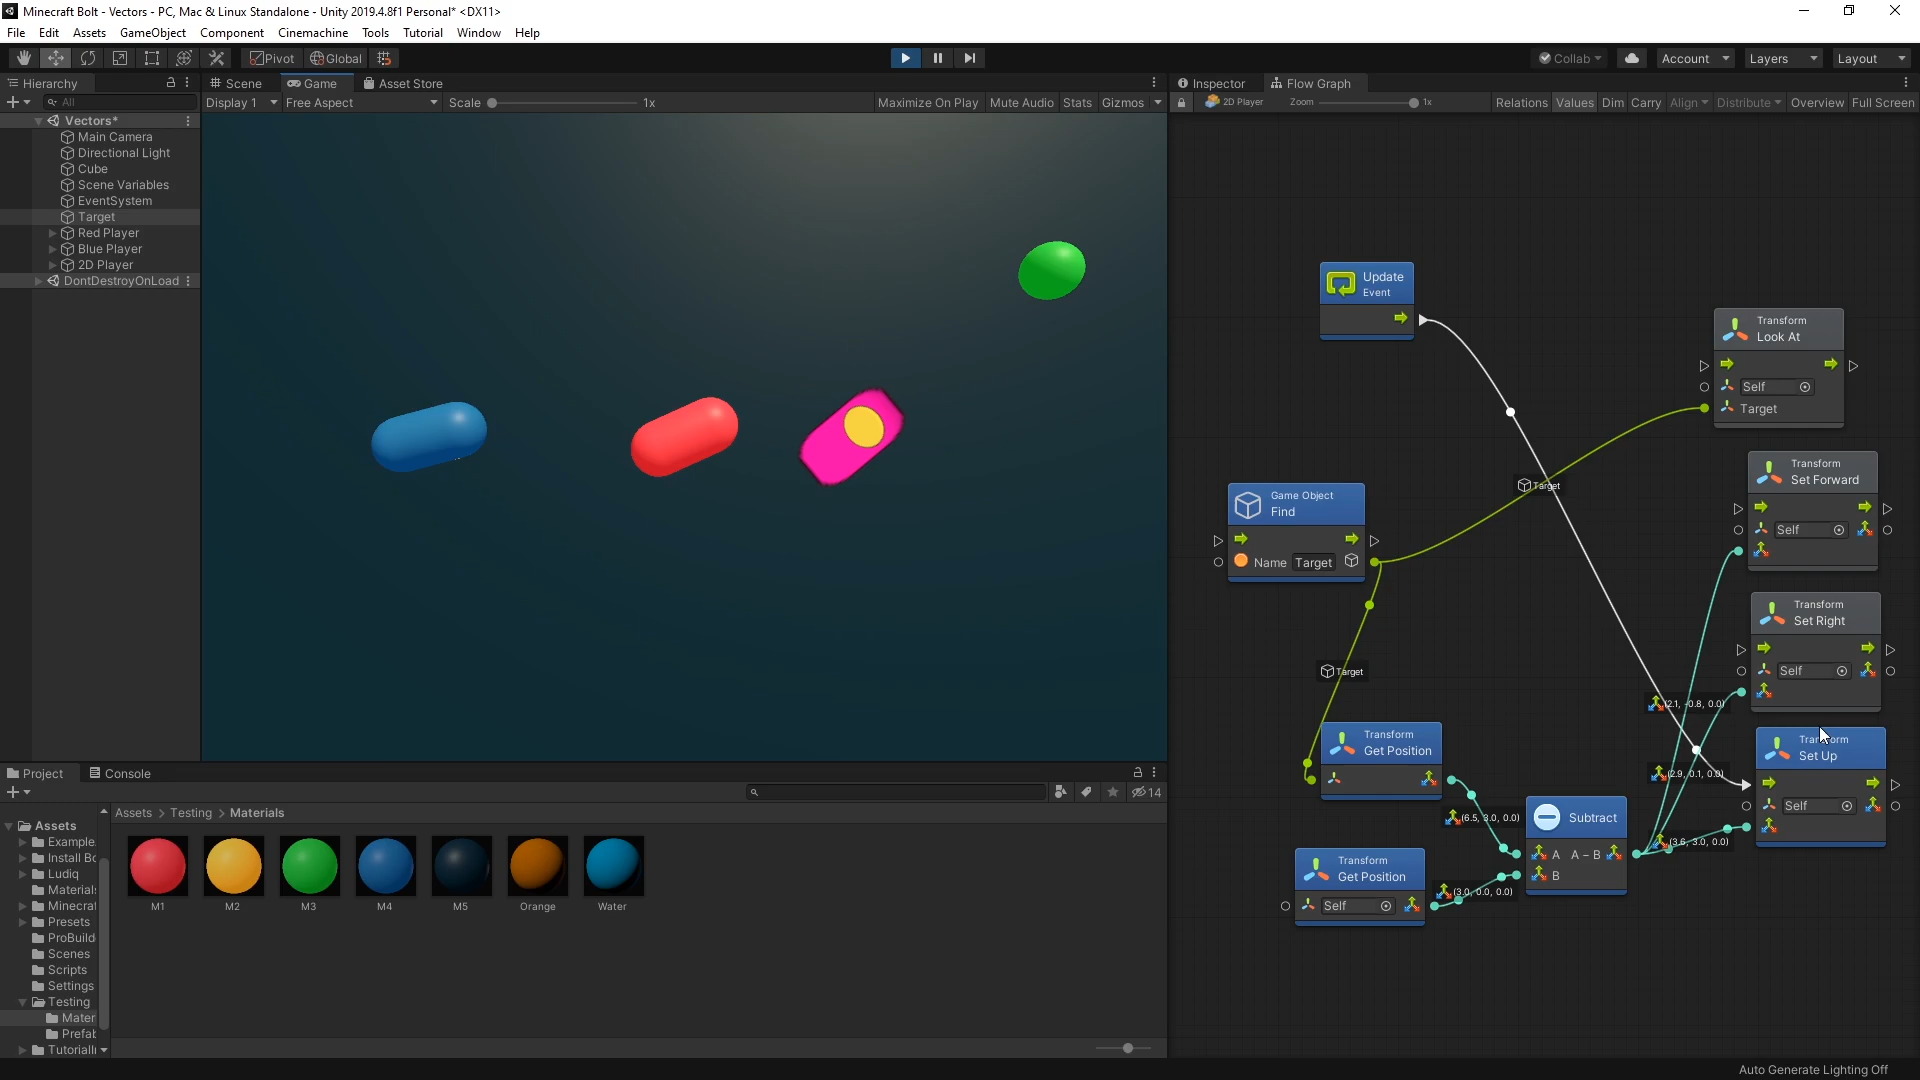 Minecraft Bolt - Vectors - PC, Mac & Linux Standalone - Unity 2019.4.8f1 Personal* <DX11>
File Edit Assets GameObject Component Cinemachine Tools Tutorial Window Help
Pivot Global Collab Account Layers Layout
Hierarchy Scene Game Asset Store Inspector Flow Graph
All Display 1 Free Aspect Scale 1x Maximize On Play Mute Audio Stats Gizmos
2D Player Zoom 1x Relations Values Dim Carry Align Distribute Overview Full Screen
Vectors*
Main Camera
Directional Light
Cube
Scene Variables
EventSystem
Target
Red Player
Blue Player
2D Player
DontDestroyOnLoad
Update
Event
Transform
Look At
Self
Target
Target
Transform
Set Forward
Self
Game Object
Find
Name Target
Transform
Set Right
Self
Target
(2.1, -0.8, 0.0)
Transform
Set Up
Self
(2.9, 0.1, 0.0)
(3.6, 3.0, 0.0)
Transform
Get Position
(6.5, 3.0, 0.0)
Subtract
A A – B
B
Transform
Get Position
Self
(3.0, 0.0, 0.0)
Project Console
14
Assets > Testing > Materials
Assets
Example
Install Bo
Ludiq
Materials
Minecraf
Presets
ProBuild
Scenes
Scripts
Settings
Testing
Mater
Prefab
TutorialI
M1 M2 M3 M4 M5 Orange Water
Auto Generate Lighting Off